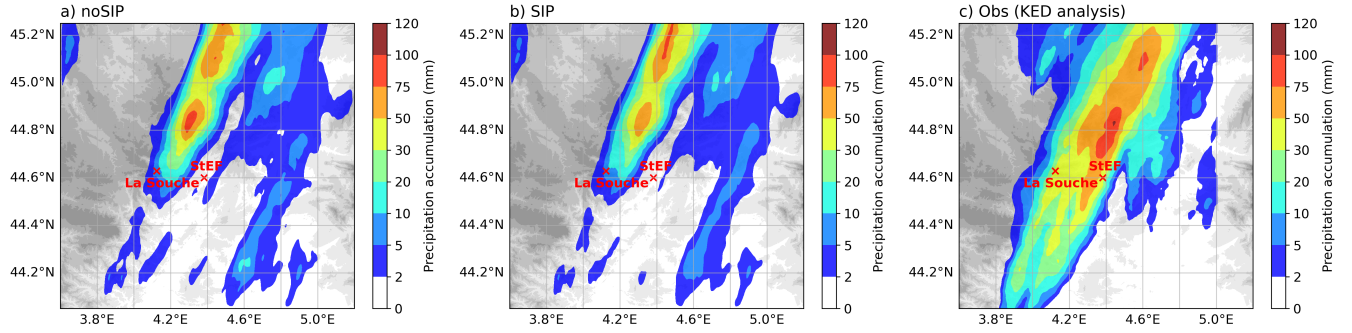 a) noSIP
45.2°N
45.0°N
44.8°N
44.6°N
44.4°N
44.2°N
3.8°E
4.2°E
4.6°E
5.0°E
StEF
La Souche
120
100
75
50
30
20
10
5
2
0
Precipitation accumulation (mm)
b) SIP
45.2°N
45.0°N
44.8°N
44.6°N
44.4°N
44.2°N
3.8°E
4.2°E
4.6°E
5.0°E
StEF
La Souche
120
100
75
50
30
20
10
5
2
0
Precipitation accumulation (mm)
c) Obs (KED analysis)
45.2°N
45.0°N
44.8°N
44.6°N
44.4°N
44.2°N
3.8°E
4.2°E
4.6°E
5.0°E
StEF
La Souche
120
100
75
50
30
20
10
5
2
0
Precipitation accumulation (mm)